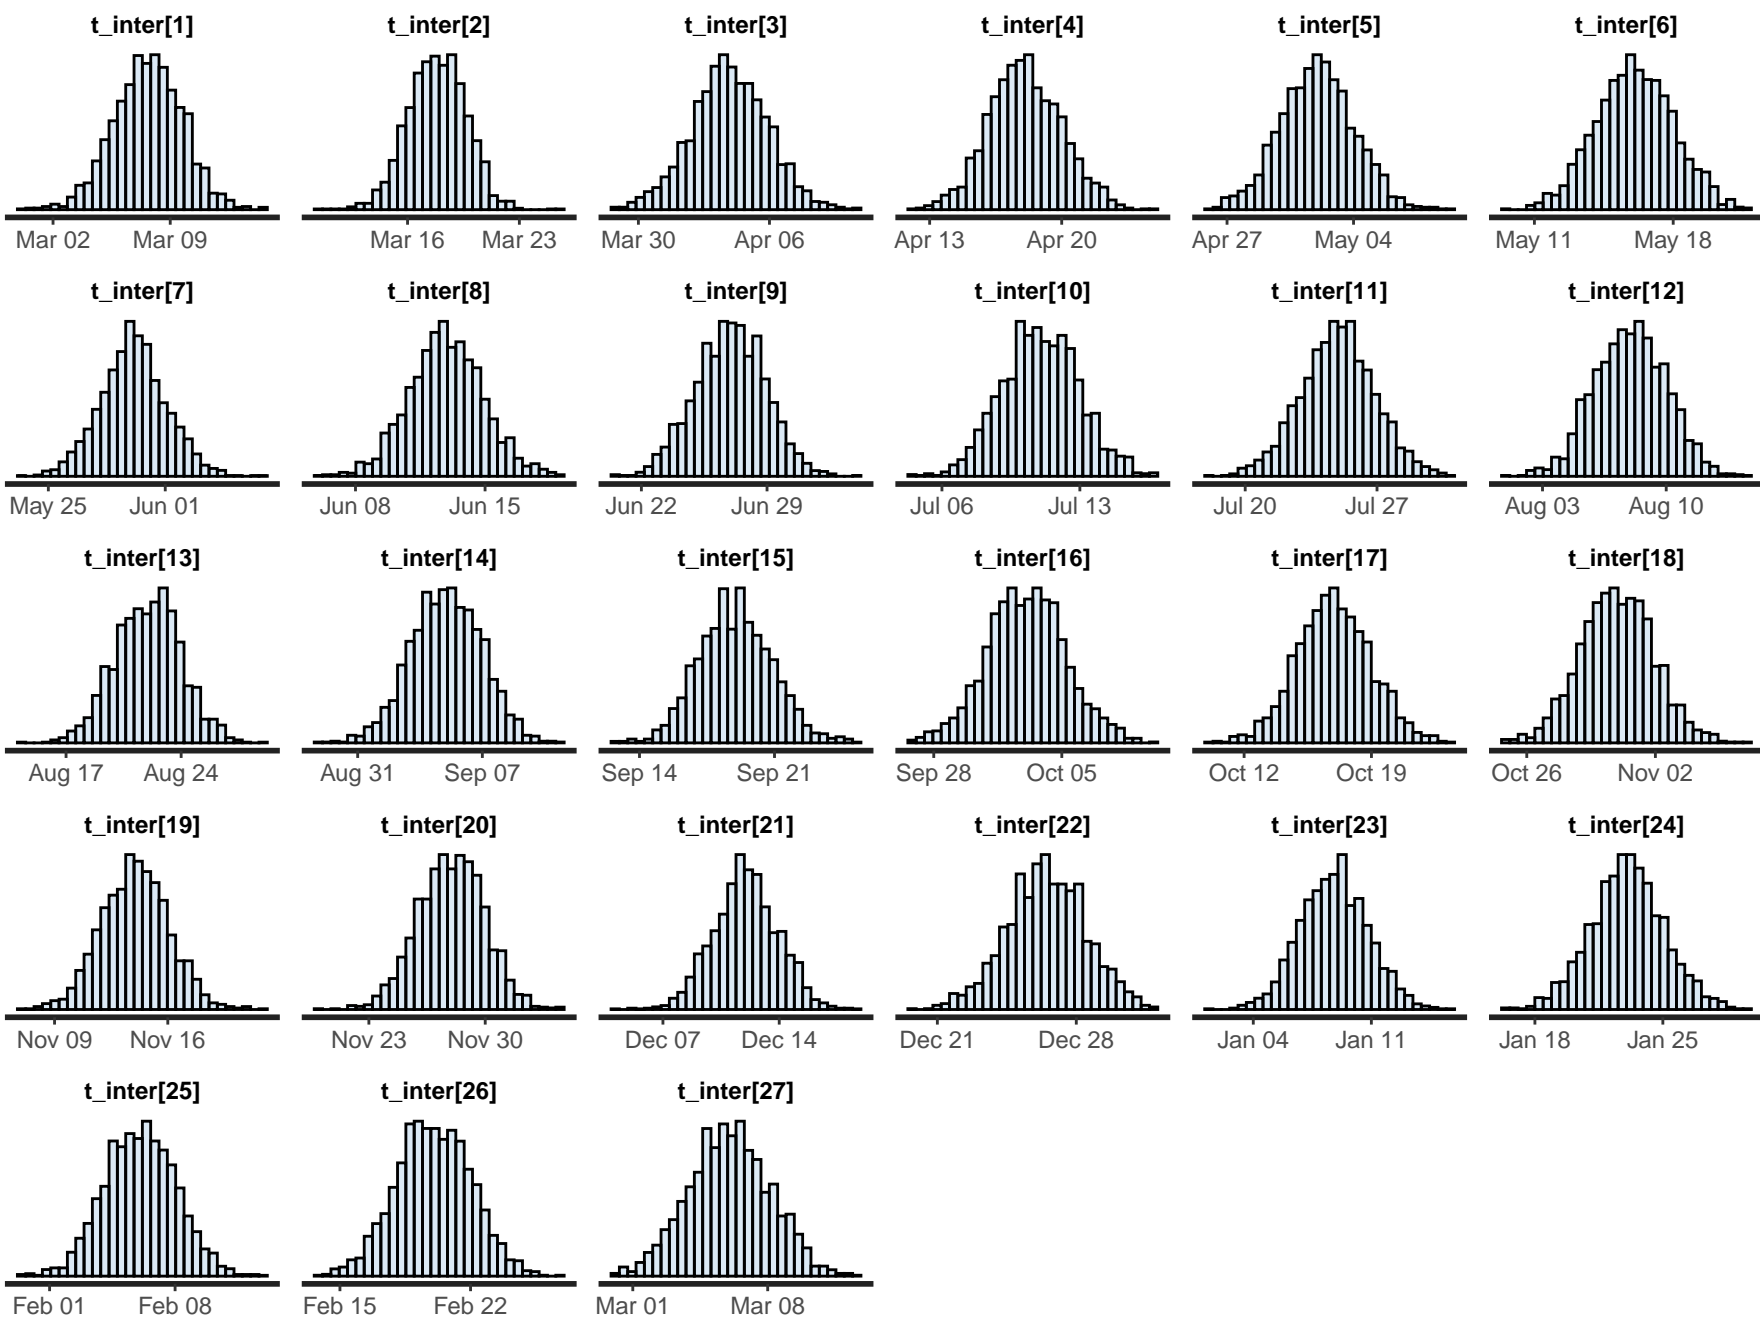 t_inter[1] t_inter[2] t_inter[3] t_inter[4] t_inter[5] t_inter[6]
Mar 02 Mar 09 Mar 16 Mar 23 Mar 30 Apr 06 Apr 13 Apr 20 Apr 27 May 04 May 11 May 18
t_inter[7] t_inter[8] t_inter[9] t_inter[10] t_inter[11] t_inter[12]
May 25 Jun 01 Jun 08 Jun 15 Jun 22 Jun 29 Jul 06 Jul 13 Jul 20 Jul 27 Aug 03 Aug 10
t_inter[13] t_inter[14] t_inter[15] t_inter[16] t_inter[17] t_inter[18]
Aug 17 Aug 24 Aug 31 Sep 07 Sep 14 Sep 21 Sep 28 Oct 05 Oct 12 Oct 19 Oct 26 Nov 02
t_inter[19] t_inter[20] t_inter[21] t_inter[22] t_inter[23] t_inter[24]
Nov 09 Nov 16 Nov 23 Nov 30 Dec 07 Dec 14 Dec 21 Dec 28 Jan 04 Jan 11 Jan 18 Jan 25
t_inter[25] t_inter[26] t_inter[27]
Feb 01 Feb 08 Feb 15 Feb 22 Mar 01 Mar 08